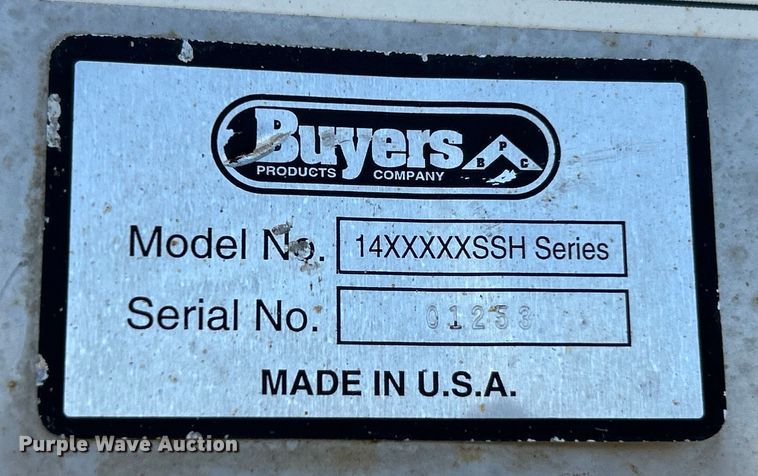 Buyers
PRODUCTS COMPANY
B P C
Model No. 14XXXXXSSH Series
Serial No. 01253
MADE IN U.S.A.
Purple Wave Auction